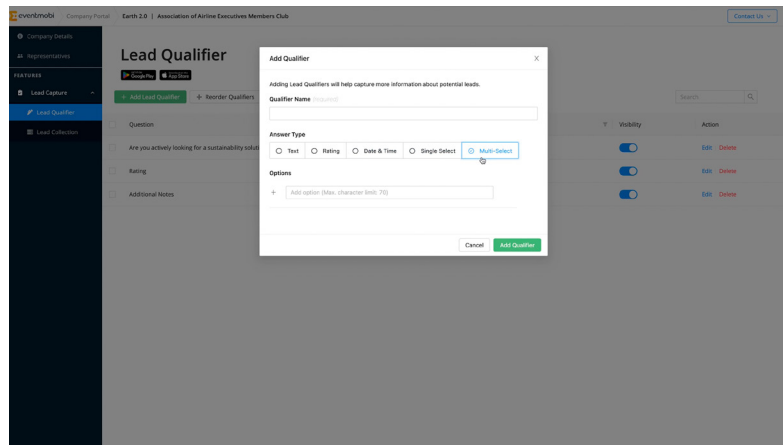 eventmobi Company Portal Earth 2.0 | Association of Airline Executives Members Club Contact Us
Company Details
Representatives
FEATURES
Lead Capture
Lead Qualifier
Lead Collection
Lead Qualifier
Google Play App Store
+ Add Lead Qualifier + Reorder Qualifiers Search
Question Visibility Action
Are you actively looking for a sustainability soluti Edit Delete
Rating Edit Delete
Additional Notes Edit Delete
Add Qualifier X
Adding Lead Qualifiers will help capture more information about potential leads.
Qualifier Name (required)
Answer Type
Text Rating Date & Time Single Select Multi-Select
Options
+ Add option (Max. character limit: 70)
Cancel Add Qualifier